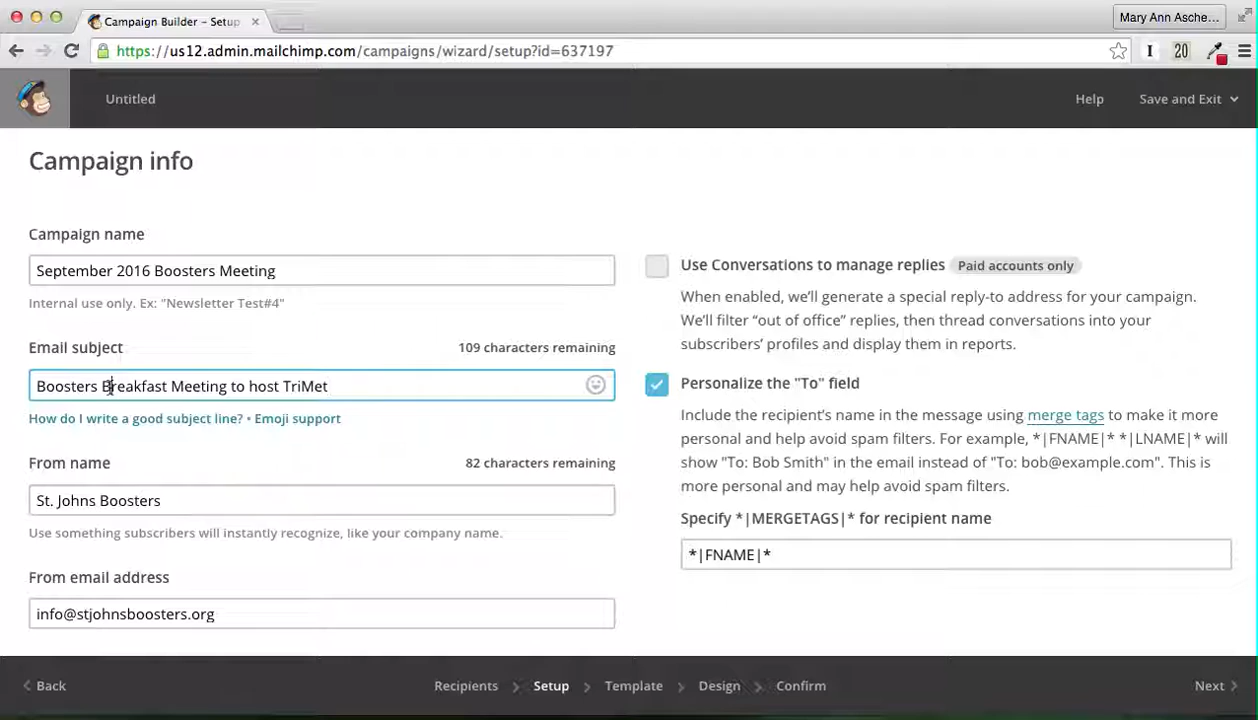 Campaign Builder - Setup
Mary Ann Asche...
https://us12.admin.mailchimp.com/campaigns/wizard/setup?id=637197
20
Untitled
Help
Save and Exit
Campaign info
Campaign name
September 2016 Boosters Meeting
Internal use only. Ex: "Newsletter Test#4"
Email subject
109 characters remaining
Boosters Breakfast Meeting to host TriMet
How do I write a good subject line? • Emoji support
From name
82 characters remaining
St. Johns Boosters
Use something subscribers will instantly recognize, like your company name.
From email address
info@stjohnsboosters.org
Use Conversations to manage replies Paid accounts only
When enabled, we'll generate a special reply-to address for your campaign.
We'll filter “out of office” replies, then thread conversations into your
subscribers' profiles and display them in reports.
Personalize the "To" field
Include the recipient's name in the message using merge tags to make it more
personal and help avoid spam filters. For example, *|FNAME|* *|LNAME|* will
show "To: Bob Smith" in the email instead of "To: bob@example.com". This is
more personal and may help avoid spam filters.
Specify *|MERGETAGS|* for recipient name
*|FNAME|*
Back
Recipients
Setup
Template
Design
Confirm
Next